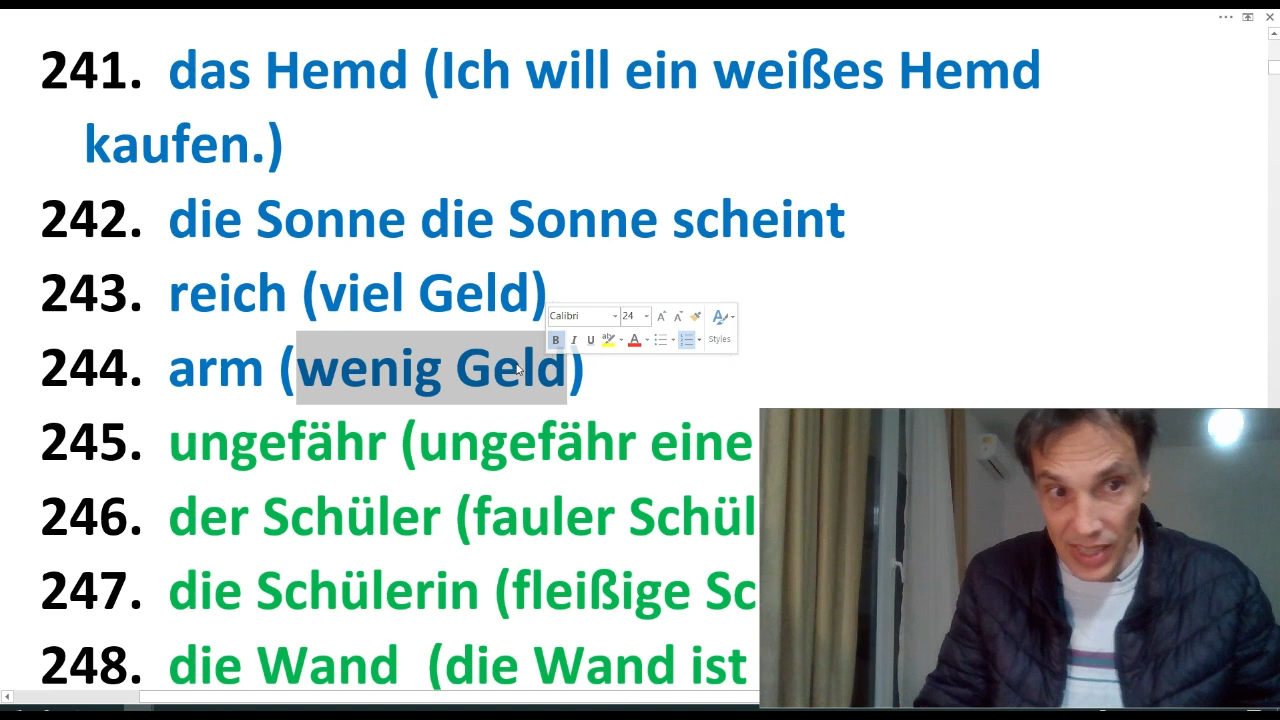 241. das Hemd (Ich will ein weißes Hemd
kaufen.)
242. die Sonne die Sonne scheint
243. reich (viel Geld)
Calibri 24
B I U Styles
244. arm (wenig Geld)
245. ungefähr (ungefähr eine
246. der Schüler (fauler Schül
247. die Schülerin (fleißige Sc
248. die Wand (die Wand ist